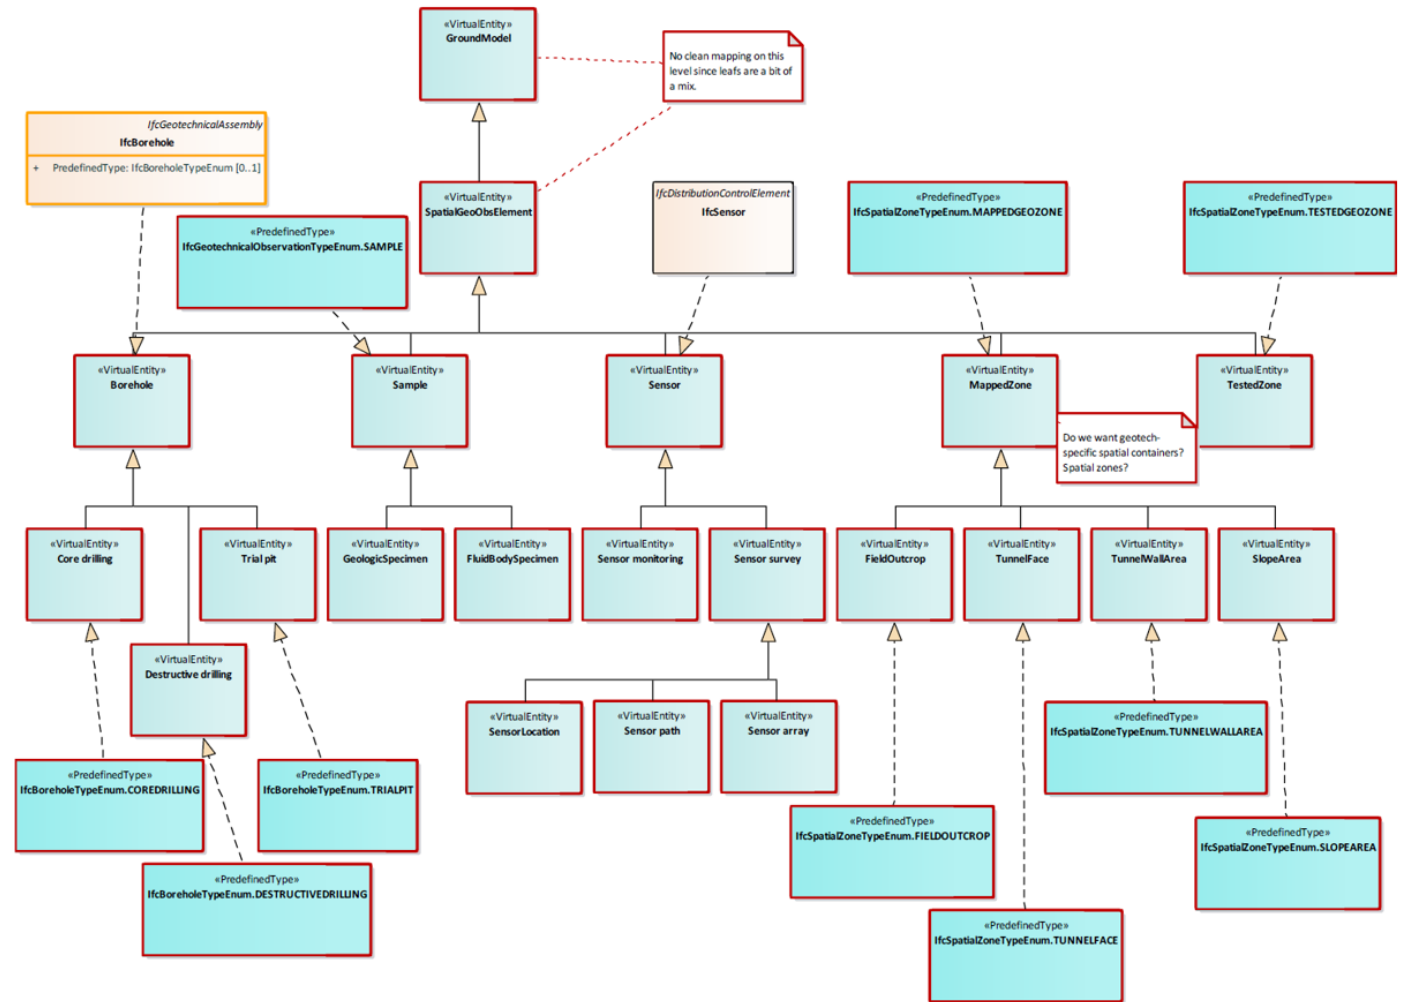 «VirtualEntity»
GroundModel
No clean mapping on this
level since leafs are a bit of
a mix.
IfcGeotechnicalAssembly
IfcBorehole
+ PredefinedType: IfcBoreholeTypeEnum [0..1]
«PredefinedType»
IfcGeotechnicalObservationTypeEnum.SAMPLE
«VirtualEntity»
SpatialGeoObsElement
IfcDistributionControlElement
IfcSensor
«PredefinedType»
IfcSpatialZoneTypeEnum.MAPPEDGEOZONE
«PredefinedType»
IfcSpatialZoneTypeEnum.TESTEDGEOZONE
«VirtualEntity»
Borehole
«VirtualEntity»
Sample
«VirtualEntity»
Sensor
«VirtualEntity»
MappedZone
«VirtualEntity»
TestedZone
Do we want geotech-
specific spatial containers?
Spatial zones?
«VirtualEntity»
Core drilling
«VirtualEntity»
Trial pit
«VirtualEntity»
GeologicSpecimen
«VirtualEntity»
FluidBodySpecimen
«VirtualEntity»
Sensor monitoring
«VirtualEntity»
Sensor survey
«VirtualEntity»
FieldOutcrop
«VirtualEntity»
TunnelFace
«VirtualEntity»
TunnelWallArea
«VirtualEntity»
SlopeArea
«VirtualEntity»
Destructive drilling
«VirtualEntity»
SensorLocation
«VirtualEntity»
Sensor path
«VirtualEntity»
Sensor array
«PredefinedType»
IfcSpatialZoneTypeEnum.TUNNELWALLAREA
«PredefinedType»
IfcBoreholeTypeEnum.COREDRILLING
«PredefinedType»
IfcBoreholeTypeEnum.TRIALPIT
«PredefinedType»
IfcSpatialZoneTypeEnum.FIELDOUTCROP
«PredefinedType»
IfcSpatialZoneTypeEnum.SLOPEAREA
«PredefinedType»
IfcBoreholeTypeEnum.DESTRUCTIVEDRILLING
«PredefinedType»
IfcSpatialZoneTypeEnum.TUNNELFACE